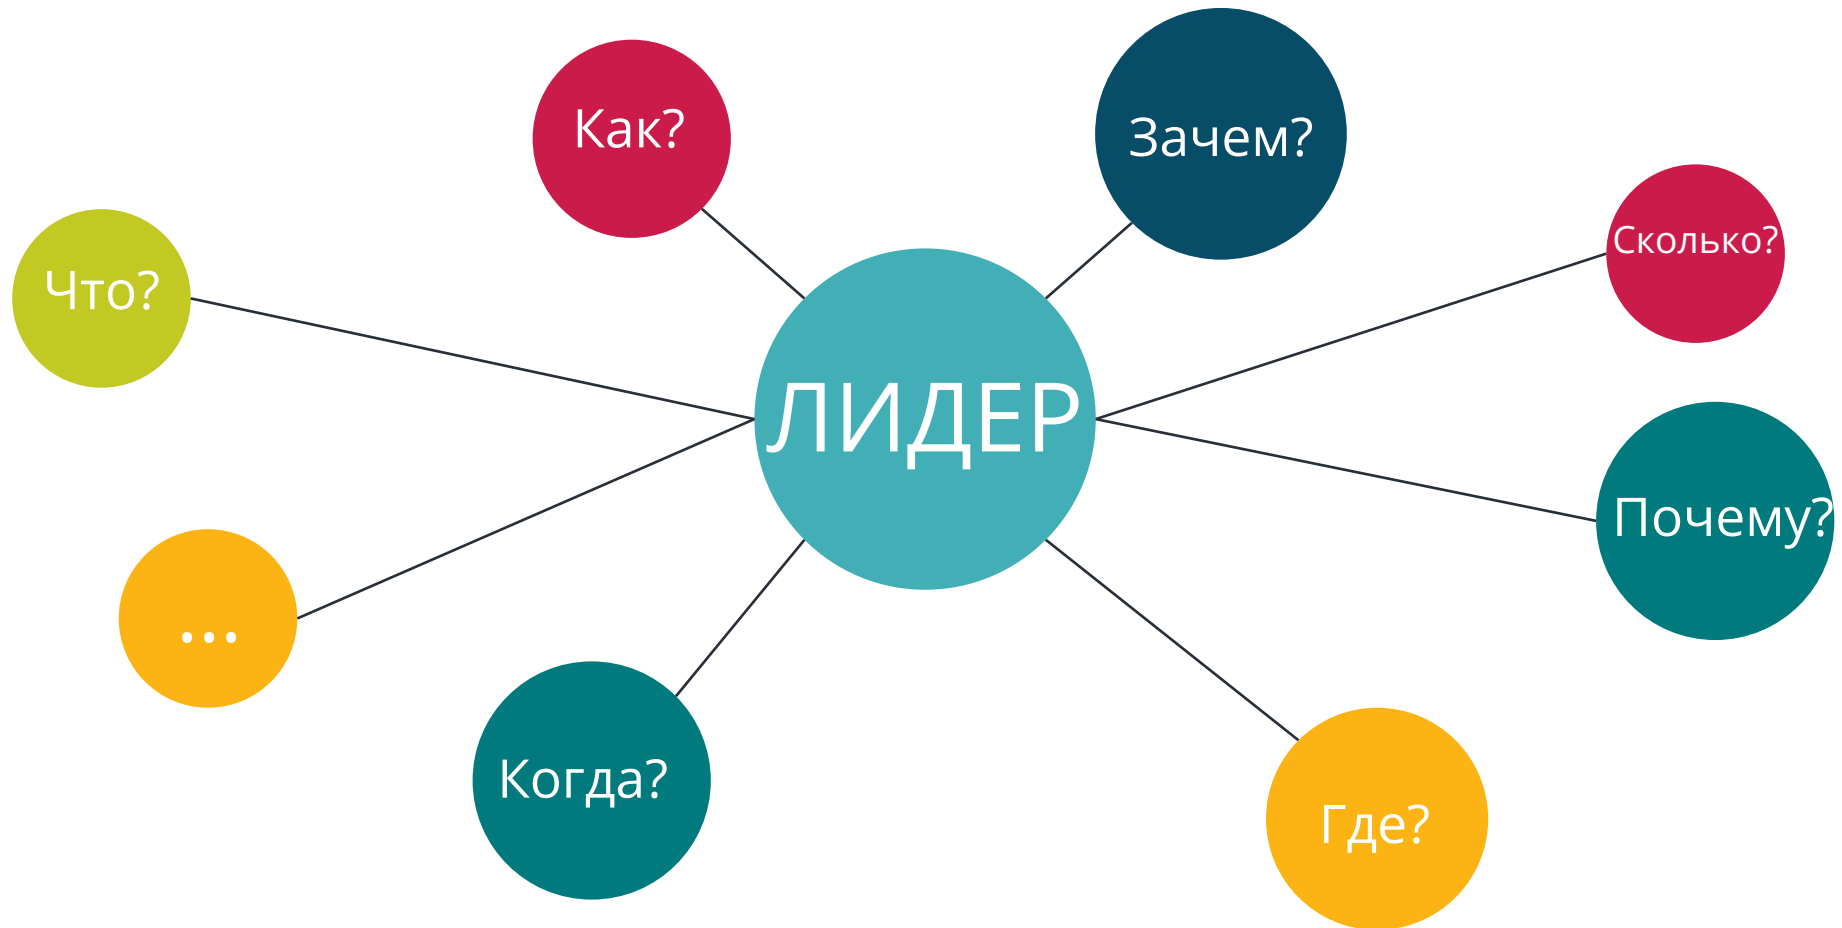 Как?
Зачем?
Сколько?
Что?
ЛИДЕР
Почему?
...
Когда?
Где?